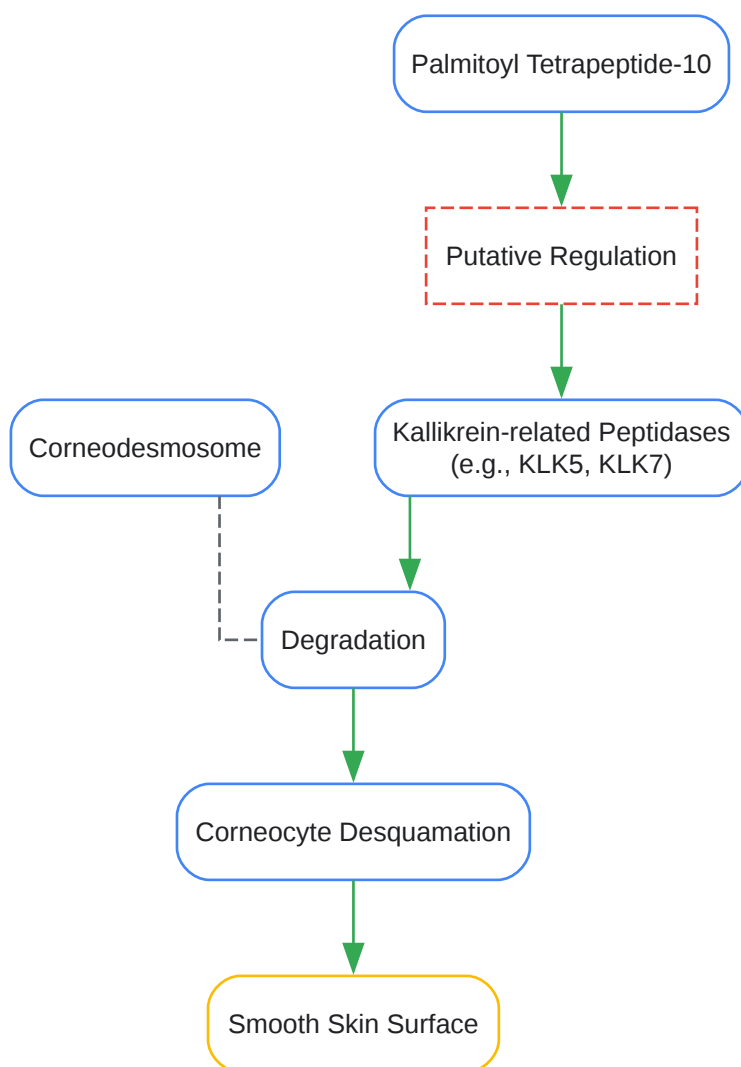 Palmitoyl Tetrapeptide-10
Putative Regulation
Corneodesmosome
Kallikrein-related Peptidases
(e.g., KLK5, KLK7)
Degradation
Corneocyte Desquamation
Smooth Skin Surface